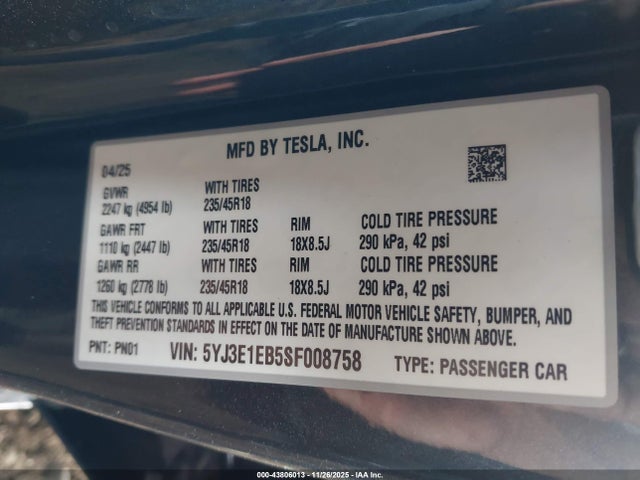 MFD BY TESLA, INC.
04/25
GVWR WITH TIRES
2247 kg (4954 lb) 235/45R18
GAWR FRT WITH TIRES RIM COLD TIRE PRESSURE
1110 kg (2447 lb) 235/45R18 18X8.5J 290 kPa, 42 psi
GAWR RR WITH TIRES RIM COLD TIRE PRESSURE
1260 kg (2778 lb) 235/45R18 18X8.5J 290 kPa, 42 psi
THIS VEHICLE CONFORMS TO ALL APPLICABLE U.S. FEDERAL MOTOR VEHICLE SAFETY, BUMPER, AND
THEFT PREVENTION STANDARDS IN EFFECT ON THE DATE OF MANUFACTURE SHOWN ABOVE.
PNT: PN01 VIN: 5YJ3E1EB5SF008758 TYPE: PASSENGER CAR
000-43806013 - 11/26/2025 - IAA Inc.